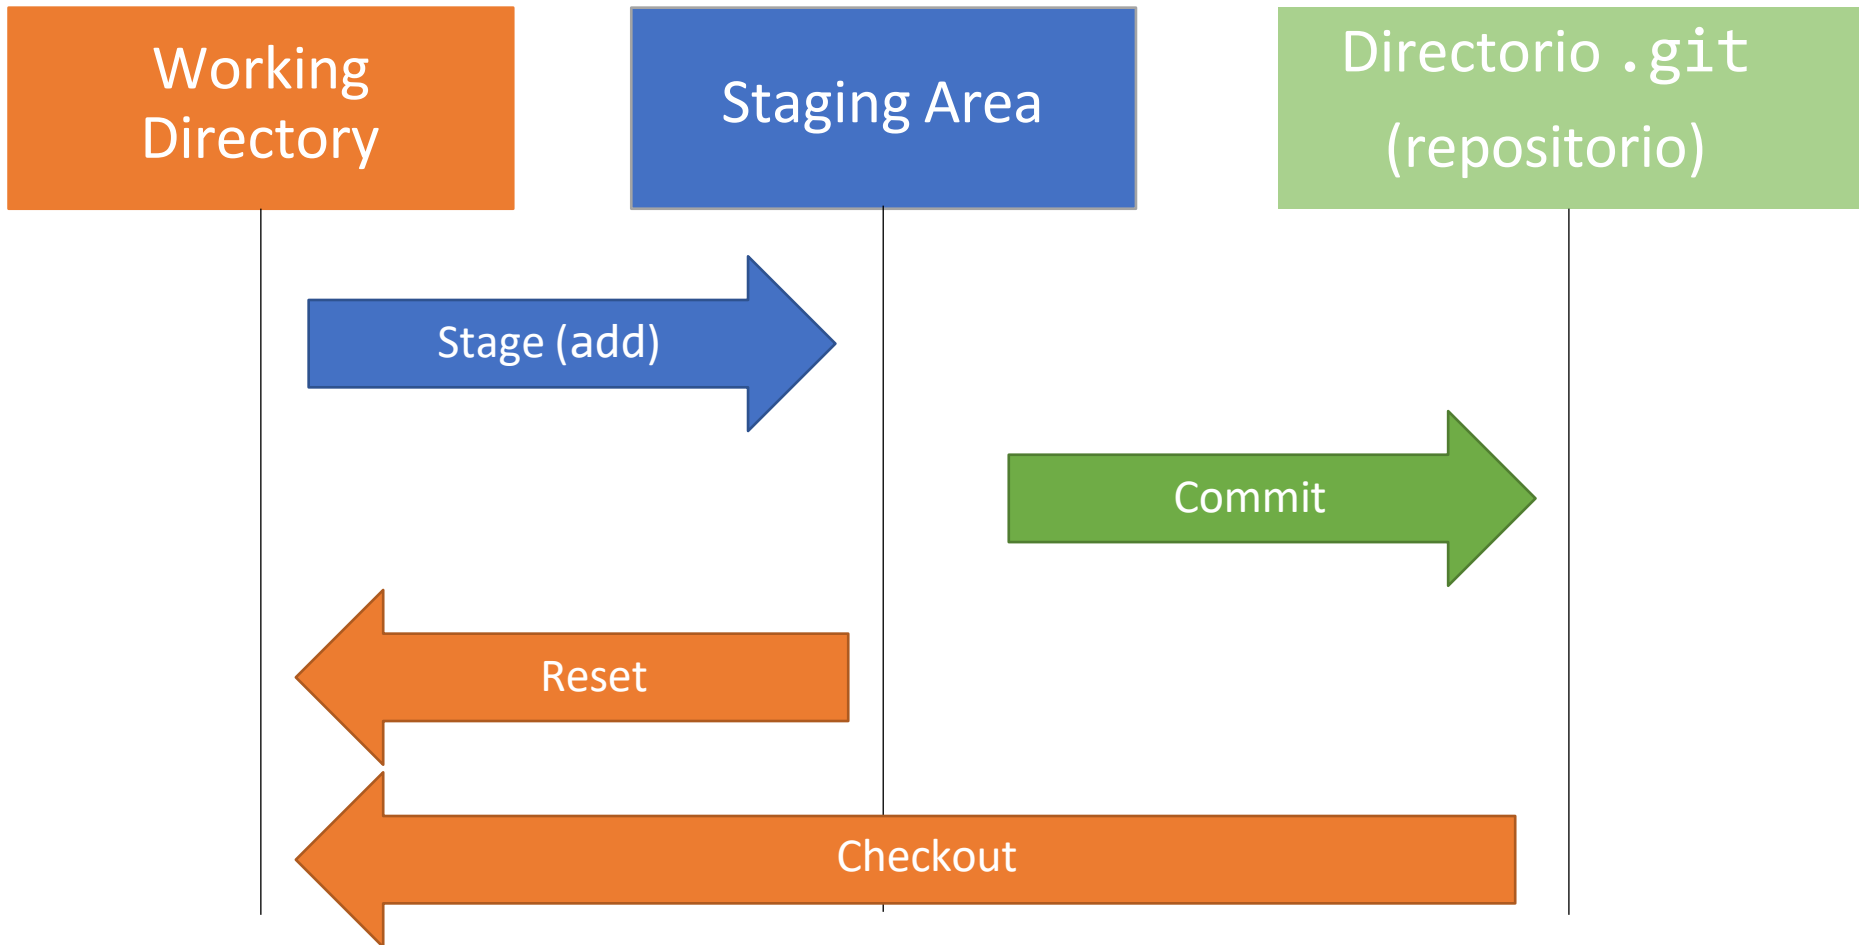 Working
Directory
Staging Area
Directorio .git
(repositorio)
Stage (add)
Commit
Reset
Checkout